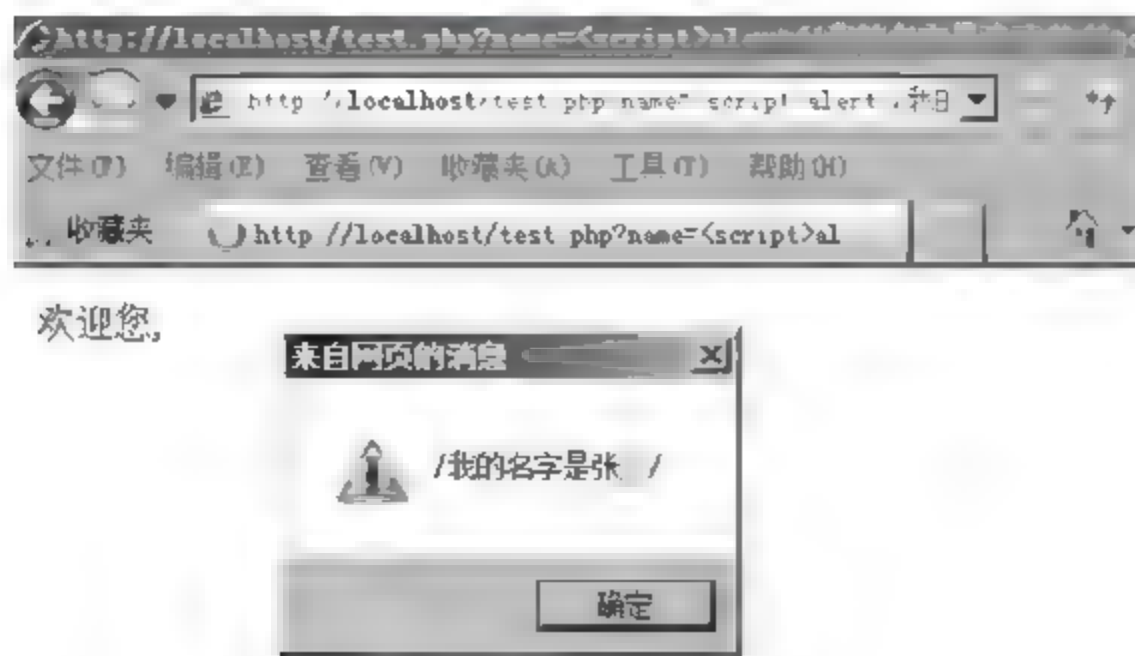 http://localhost/test.php?name=<script>al
http localhost test php name script alert
文件(F) 编辑(E) 查看(V) 收藏夹(A) 工具(T) 帮助(H)
收藏夹 http //localhost/test php?name=<script>al
欢迎您,
来自网页的消息
/我的名字是张 /
确定